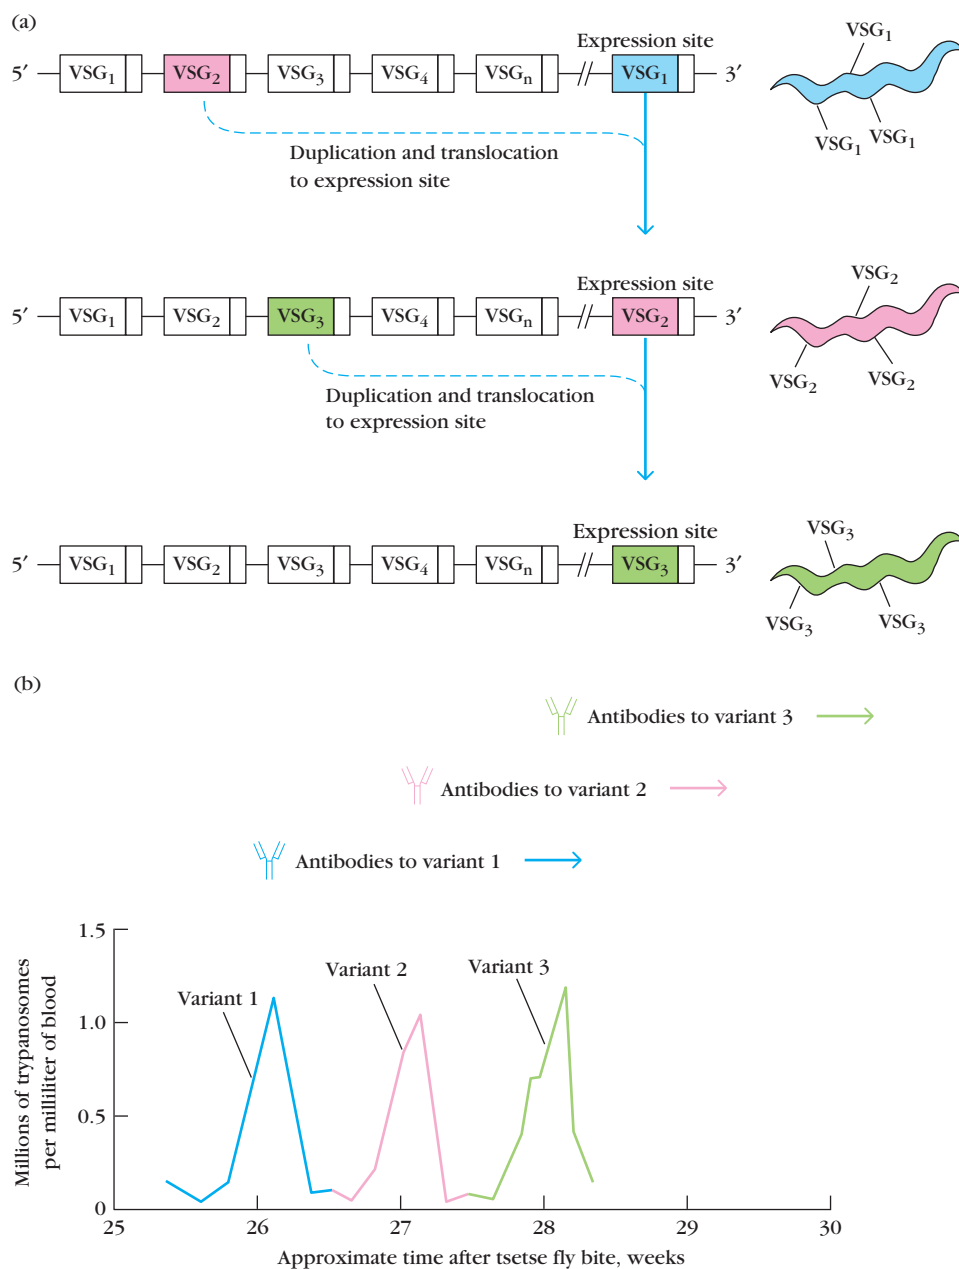 (a)
Expression site
5′ VSG₁ VSG₂ VSG₃ VSG₄ VSGₙ VSG₁ 3′
VSG₁
VSG₁
VSG₁
Duplication and translocation
to expression site
Expression site
5′ VSG₁ VSG₂ VSG₃ VSG₄ VSGₙ VSG₂ 3′
VSG₂
VSG₂
VSG₂
Duplication and translocation
to expression site
Expression site
5′ VSG₁ VSG₂ VSG₃ VSG₄ VSGₙ VSG₃ 3′
VSG₃
VSG₃
VSG₃
(b)
Antibodies to variant 3
Antibodies to variant 2
Antibodies to variant 1
Millions of trypanosomes
per milliliter of blood
1.5
1.0
0.5
0
Variant 1
Variant 2
Variant 3
25 26 27 28 29 30
Approximate time after tsetse fly bite, weeks